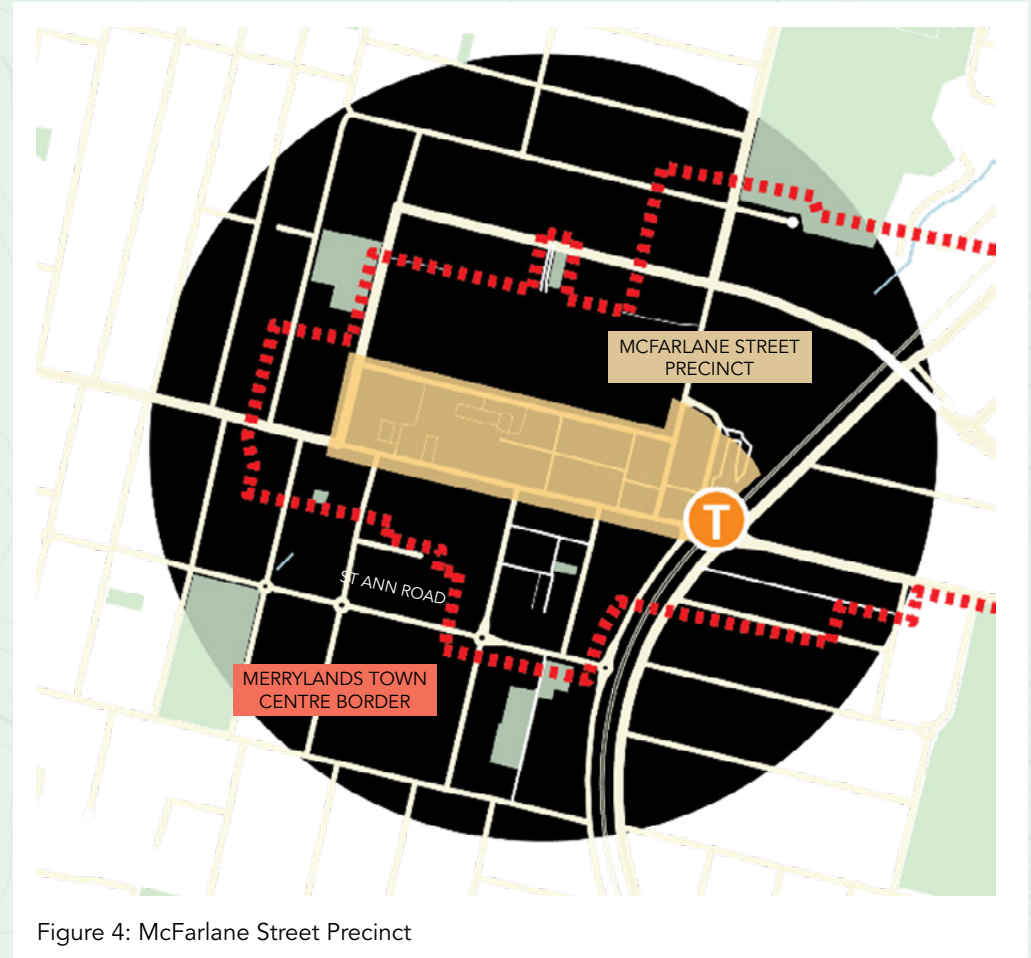 MCFARLANE STREET
PRECINCT
T
ST ANN ROAD
MERRYLANDS TOWN
CENTRE BORDER
Figure 4: McFarlane Street Precinct